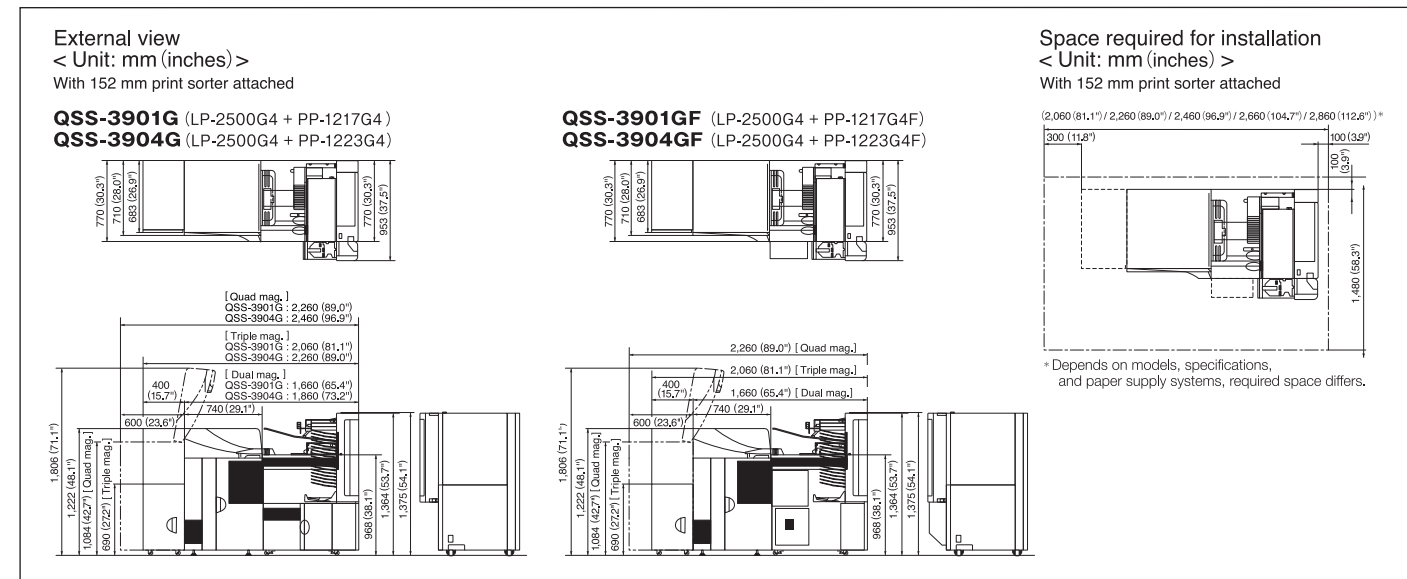 External view
< Unit: mm (inches) >
With 152 mm print sorter attached
QSS-3901G (LP-2500G4 + PP-1217G4)
QSS-3904G (LP-2500G4 + PP-1223G4)
770 (30.3")
710 (28.0")
683 (26.9")
770 (30.3")
953 (37.5")
[Quad mag.]
QSS-3901G : 2,260 (89.0")
QSS-3904G : 2,460 (96.9")
[Triple mag.]
QSS-3901G : 2,060 (81.1")
QSS-3904G : 2,260 (89.0")
[Dual mag.]
QSS-3901G : 1,660 (65.4")
QSS-3904G : 1,860 (73.2")
400
(15.7")
740 (29.1")
600 (23.6")
1,806 (71.1")
1,222 (48.1")
1,084 (42.7") [Quad mag.]
690 (27.2") [Triple mag.]
968 (38.1")
1,364 (53.7")
1,375 (54.1")
QSS-3901GF (LP-2500G4 + PP-1217G4F)
QSS-3904GF (LP-2500G4 + PP-1223G4F)
770 (30.3")
710 (28.0")
683 (26.9")
770 (30.3")
953 (37.5")
2,260 (89.0") [Quad mag.]
2,060 (81.1") [Triple mag.]
400
(15.7")
1,660 (65.4") [Dual mag.]
740 (29.1")
600 (23.6")
1,806 (71.1")
1,222 (48.1")
1,084 (42.7") [Quad mag.]
690 (27.2") [Triple mag.]
968 (38.1")
1,364 (53.7")
1,375 (54.1")
Space required for installation
< Unit: mm (inches) >
With 152 mm print sorter attached
(2,060 (81.1") / 2,260 (89.0") / 2,460 (96.9") / 2,660 (104.7") / 2,860 (112.6"))*
300 (11.8")
100 (3.9")
100
(3.9")
1,480 (58.3")
* Depends on models, specifications,
and paper supply systems, required space differs.